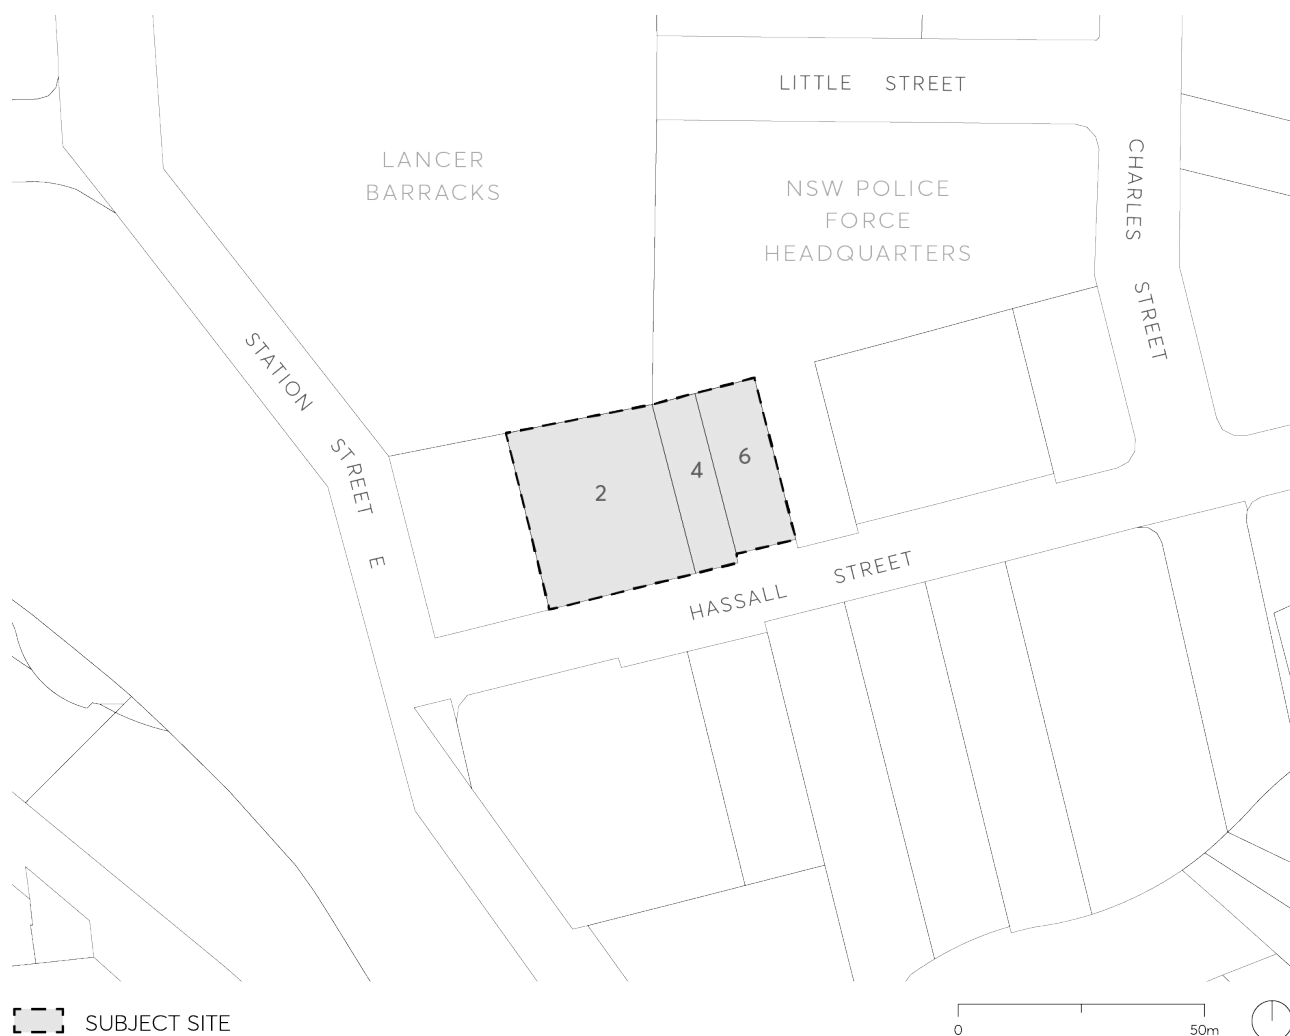 LITTLE STREET
LANCER
BARRACKS
NSW POLICE
FORCE
HEADQUARTERS
CHARLES STREET
STATION STREET E
2
4
6
HASSALL STREET
SUBJECT SITE
0
50m